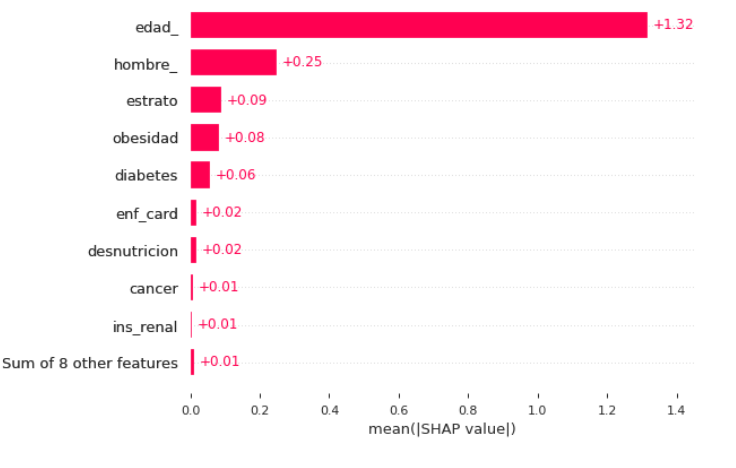 edad_ +1.32
hombre_ +0.25
estrato +0.09
obesidad +0.08
diabetes +0.06
enf_card +0.02
desnutricion +0.02
cancer +0.01
ins_renal +0.01
Sum of 8 other features +0.01
0.0 0.2 0.4 0.6 0.8 1.0 1.2 1.4
mean(|SHAP value|)